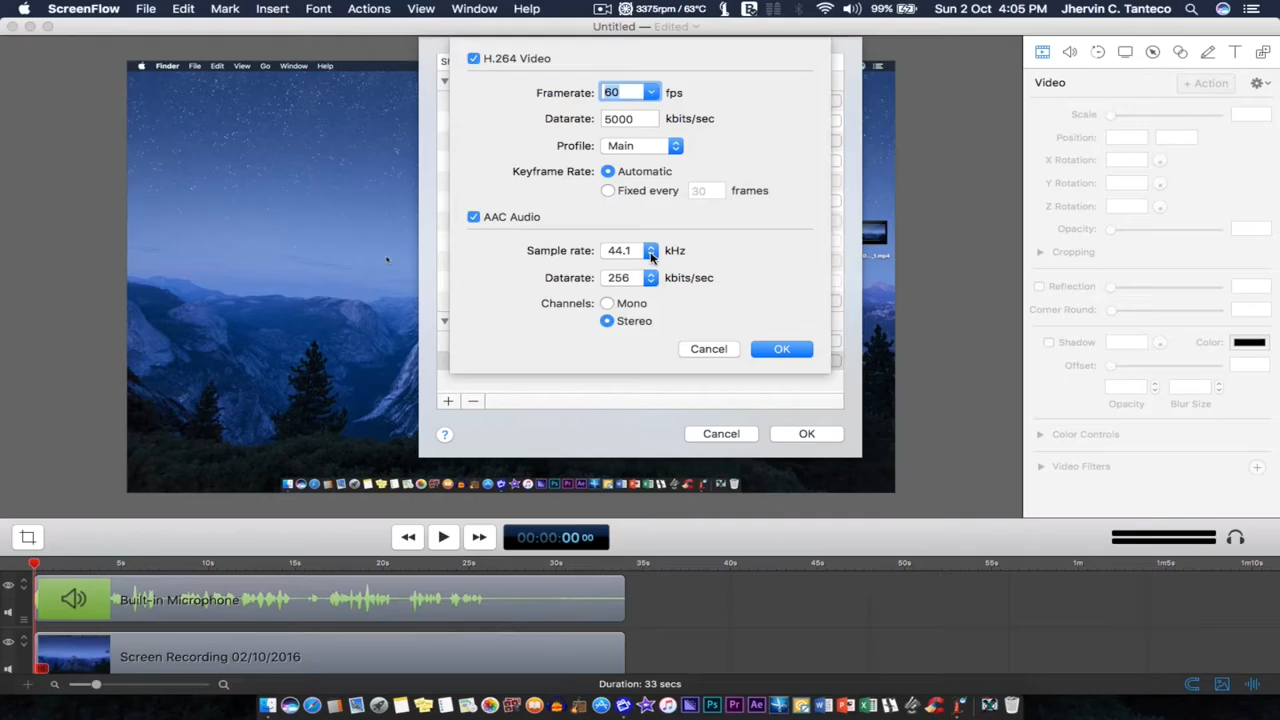 ScreenFlow File Edit View Insert Font Actions View Window Help 3375rpm / 63°C 99% Sun 2 Oct 4:05 PM Jhervin C. Tanteco
Untitled — Edited
Finder File Edit View Go Window Help
H.264 Video
Framerate: 60 fps
Datarate: 5000 kbits/sec
Profile: Main
Keyframe Rate: Automatic
Fixed every 30 frames
AAC Audio
Sample rate: 44.1 kHz
Datarate: 256 kbits/sec
Channels: Mono
Stereo
Cancel OK
+ −
? Cancel OK
Video + Action
Scale
Position:
X Rotation:
Y Rotation:
Z Rotation:
Opacity:
Cropping
Reflection
Corner Round:
Shadow Color:
Offset:
Opacity Blur Size
Color Controls
Video Filters
00:00:00 00
5s 10s 15s 20s 25s 30s 35s 40s 45s 50s 55s 1m 1m5s 1m10s
Built-in Microphone
Screen Recording 02/10/2016
Duration: 33 secs
Ps Pr Ae